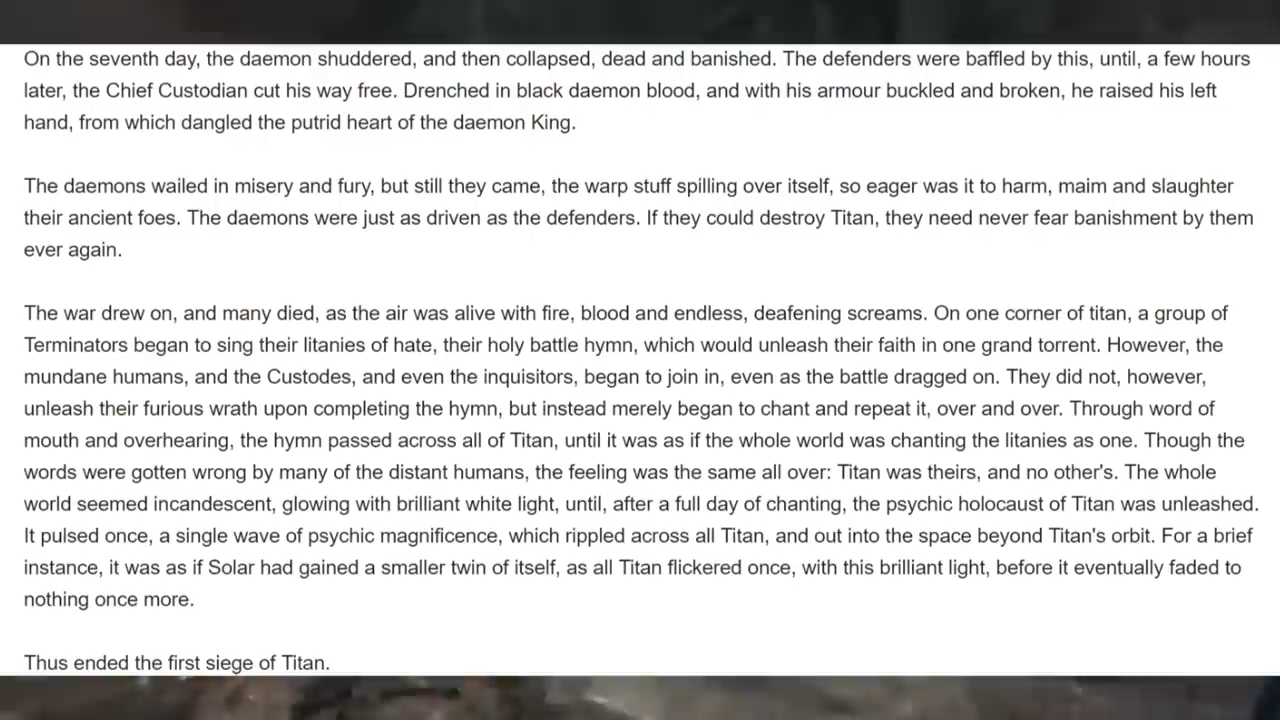 On the seventh day, the daemon shuddered, and then collapsed, dead and banished. The defenders were baffled by this, until, a few hours
later, the Chief Custodian cut his way free. Drenched in black daemon blood, and with his armour buckled and broken, he raised his left
hand, from which dangled the putrid heart of the daemon King.
The daemons wailed in misery and fury, but still they came, the warp stuff spilling over itself, so eager was it to harm, maim and slaughter
their ancient foes. The daemons were just as driven as the defenders. If they could destroy Titan, they need never fear banishment by them
ever again.
The war drew on, and many died, as the air was alive with fire, blood and endless, deafening screams. On one corner of titan, a group of
Terminators began to sing their litanies of hate, their holy battle hymn, which would unleash their faith in one grand torrent. However, the
mundane humans, and the Custodes, and even the inquisitors, began to join in, even as the battle dragged on. They did not, however,
unleash their furious wrath upon completing the hymn, but instead merely began to chant and repeat it, over and over. Through word of
mouth and overhearing, the hymn passed across all of Titan, until it was as if the whole world was chanting the litanies as one. Though the
words were gotten wrong by many of the distant humans, the feeling was the same all over: Titan was theirs, and no other's. The whole
world seemed incandescent, glowing with brilliant white light, until, after a full day of chanting, the psychic holocaust of Titan was unleashed.
It pulsed once, a single wave of psychic magnificence, which rippled across all Titan, and out into the space beyond Titan's orbit. For a brief
instance, it was as if Solar had gained a smaller twin of itself, as all Titan flickered once, with this brilliant light, before it eventually faded to
nothing once more.
Thus ended the first siege of Titan.